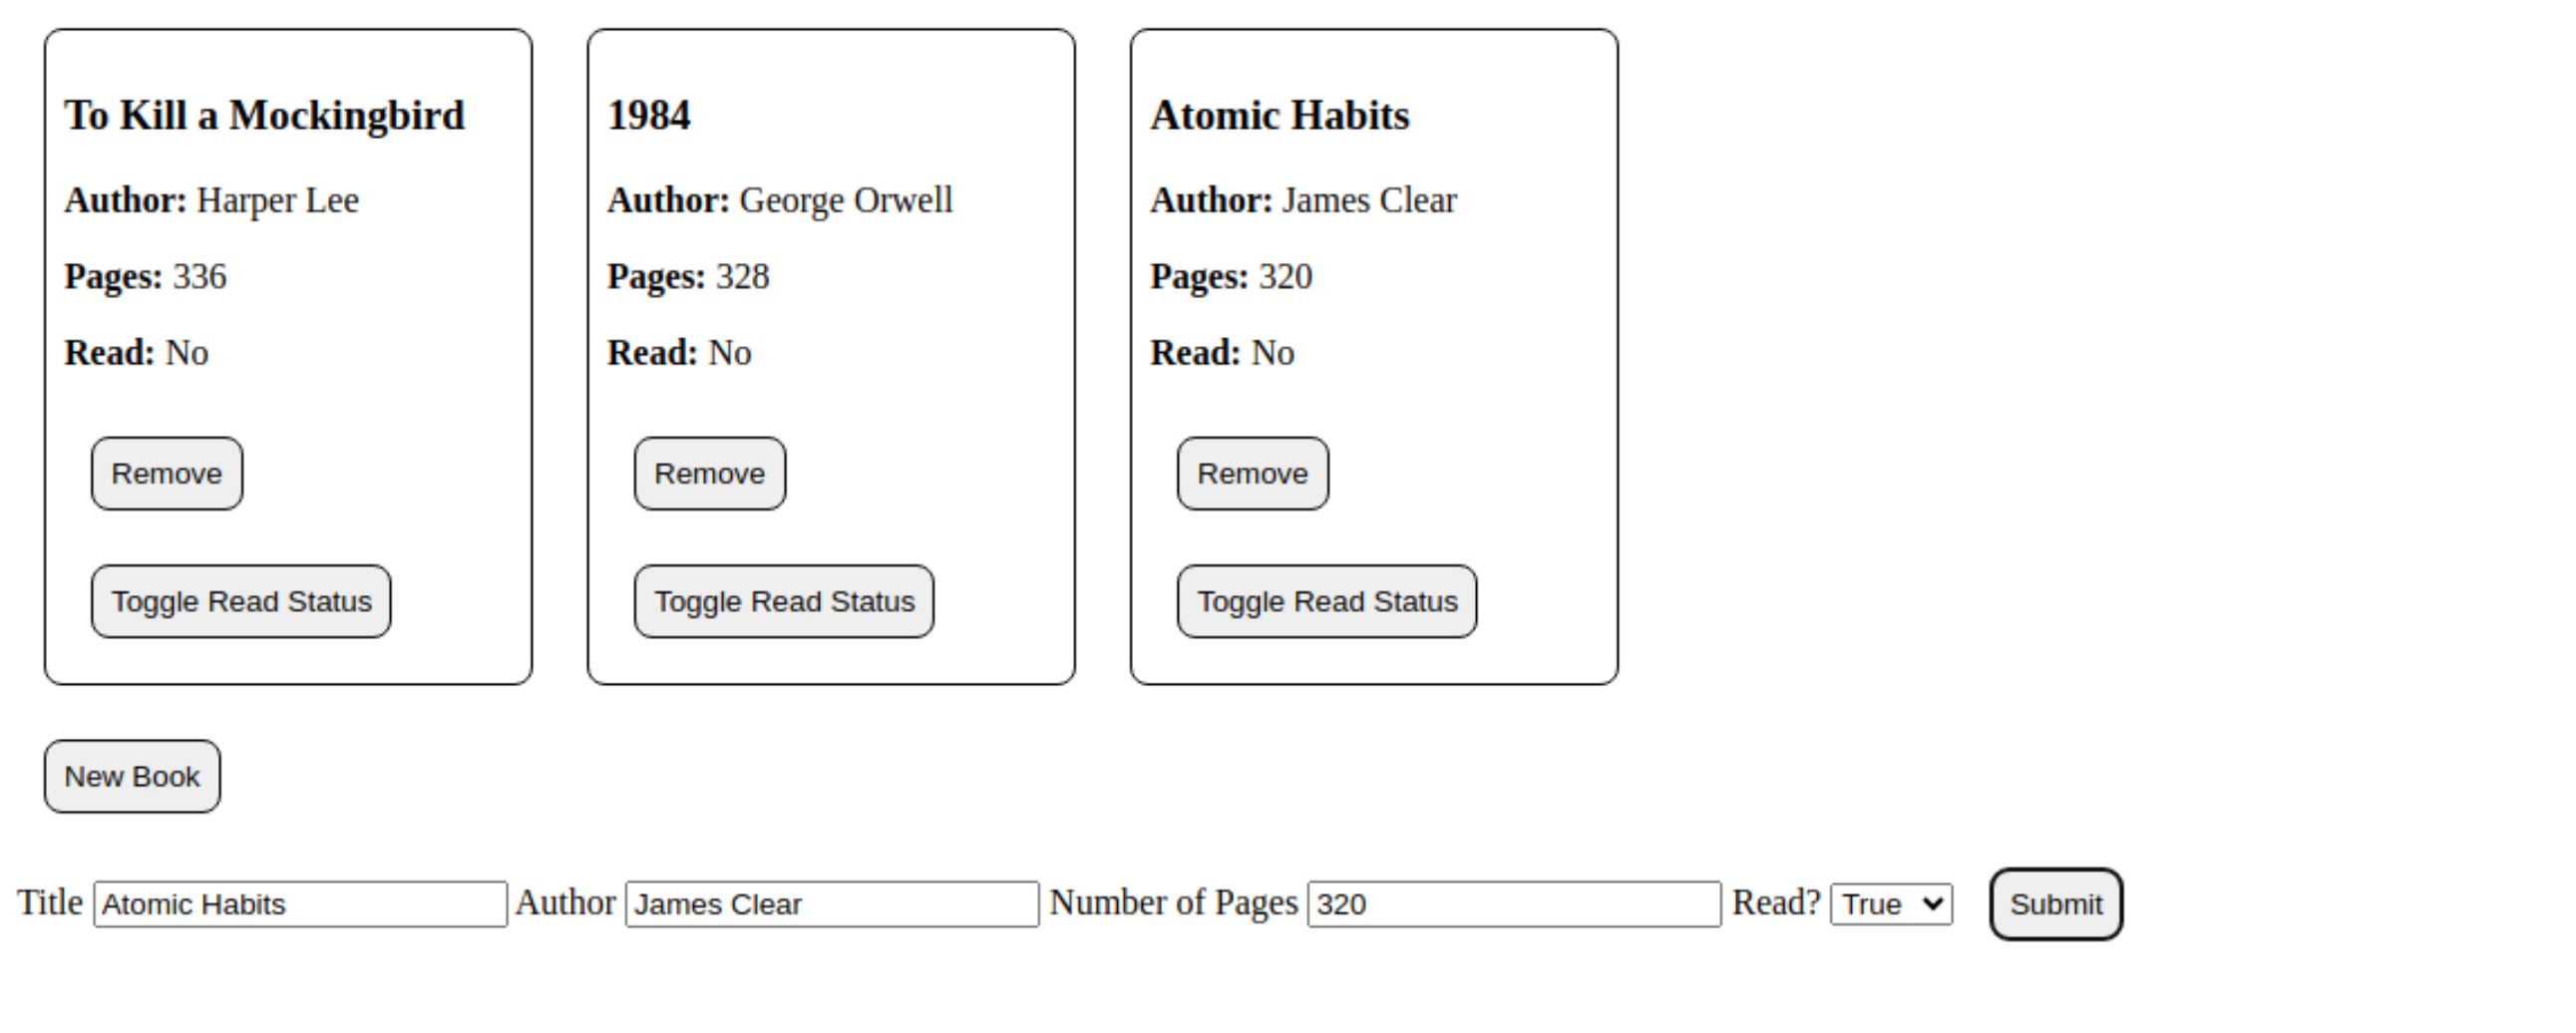 To Kill a Mockingbird
Author: Harper Lee
Pages: 336
Read: No
Remove
Toggle Read Status
1984
Author: George Orwell
Pages: 328
Read: No
Remove
Toggle Read Status
Atomic Habits
Author: James Clear
Pages: 320
Read: No
Remove
Toggle Read Status
New Book
Title Atomic Habits Author James Clear Number of Pages 320 Read? True Submit